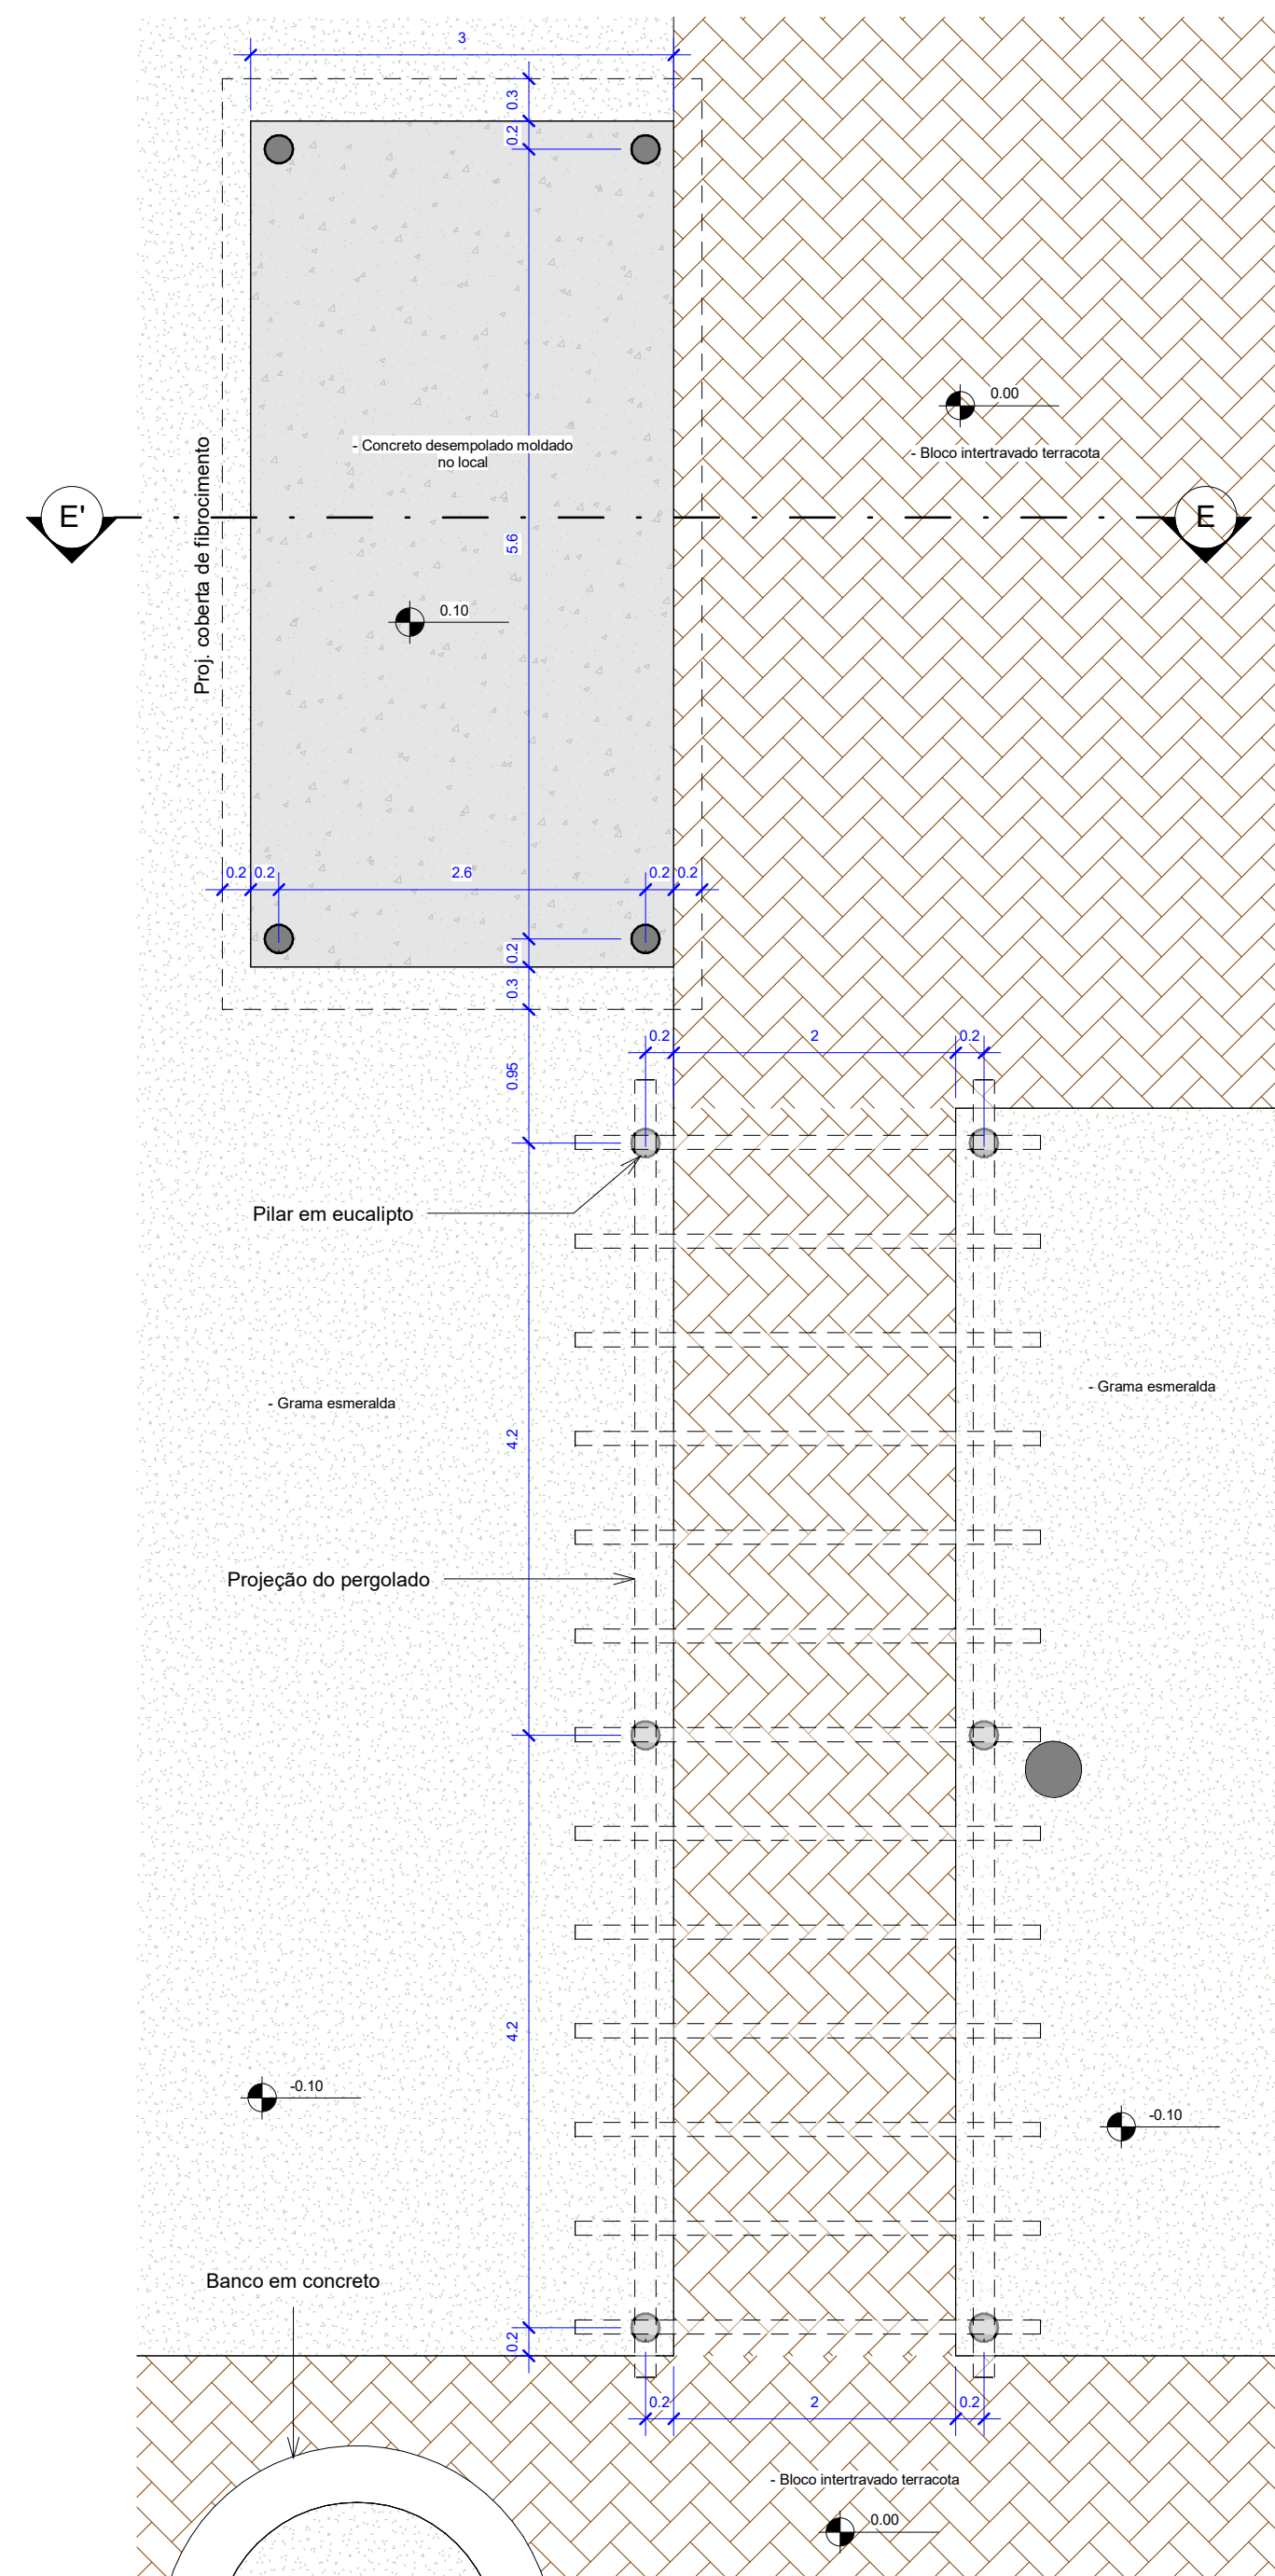 3
0.3
0.2
0.00
- Concreto desempolado moldado
no local
- Bloco intertravado terracota
Proj. coberta de fibrocimento
E'
E
5.6
0.10
0.2
0.2
2.6
0.2
0.2
0.2
0.3
0.2
2
0.2
0.95
Pilar em eucalipto
- Grama esmeralda
- Grama esmeralda
4.2
Projeção do pergolado
4.2
-0.10
-0.10
Banco em concreto
0.2
0.2
2
0.2
- Bloco intertravado terracota
0.00